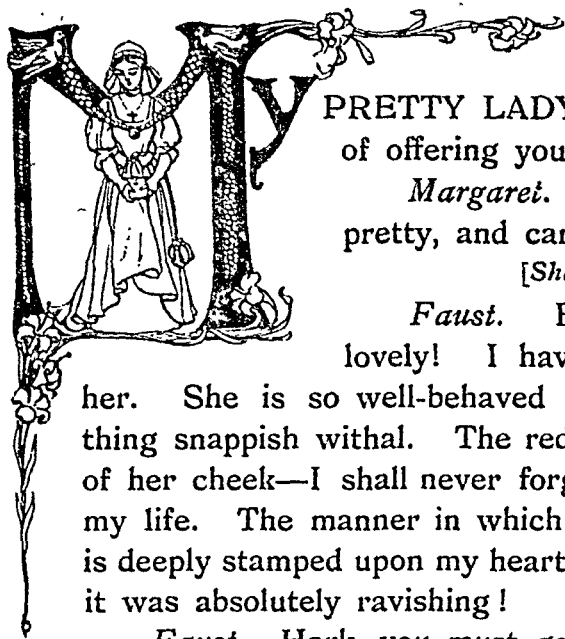 MY PRETTY LADY
of offering you
Margaret.
pretty, and
[
Faust.
lovely! I
her. She is so well-behaved
thing snappish withal. The
of her cheek—I shall never
my life. The manner in which
is deeply stamped upon my heart
it was absolutely ravishing!
Faust. Hark, you must